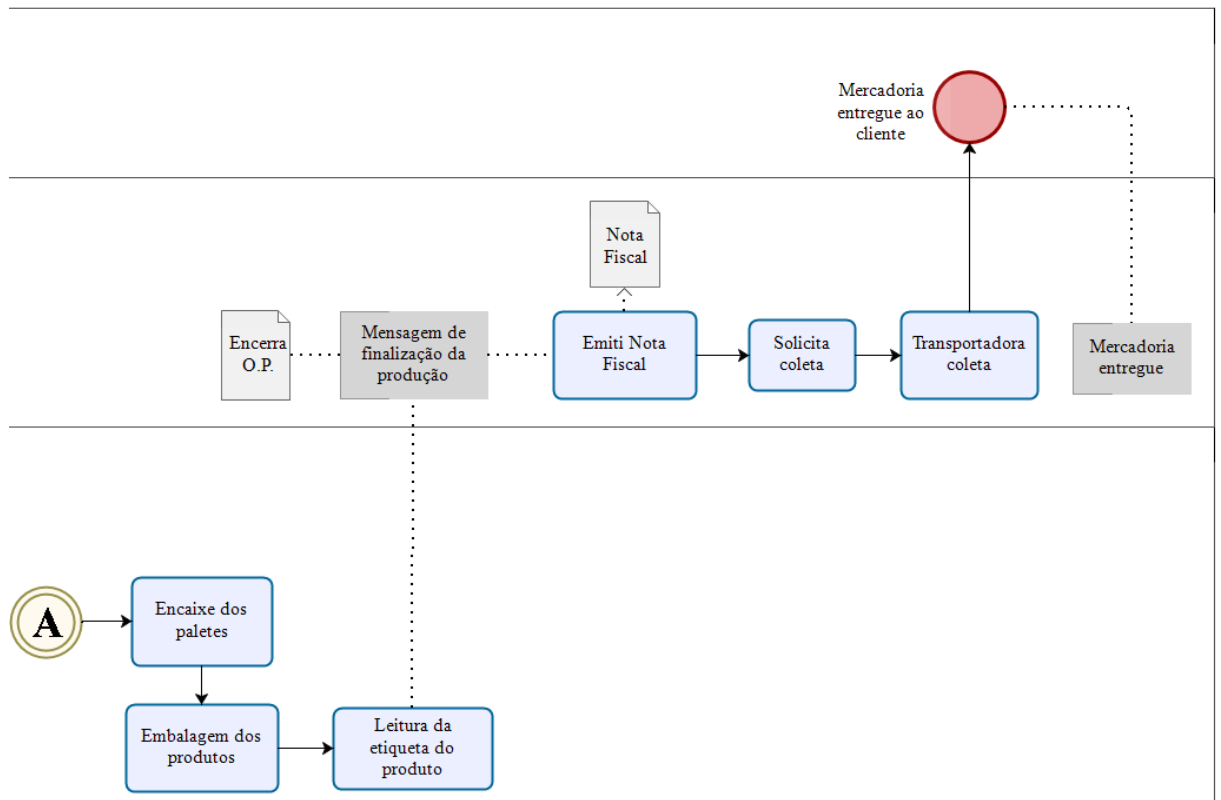 Mercadoria
entregue ao
cliente
Nota
Fiscal
Encerra
O.P.
Mensagem de
finalização da
produção
Emiti Nota
Fiscal
Solicita
coleta
Transportadora
coleta
Mercadoria
entregue
A
Encaixe dos
paletes
Embalagem dos
produtos
Leitura da
etiqueta do
produto